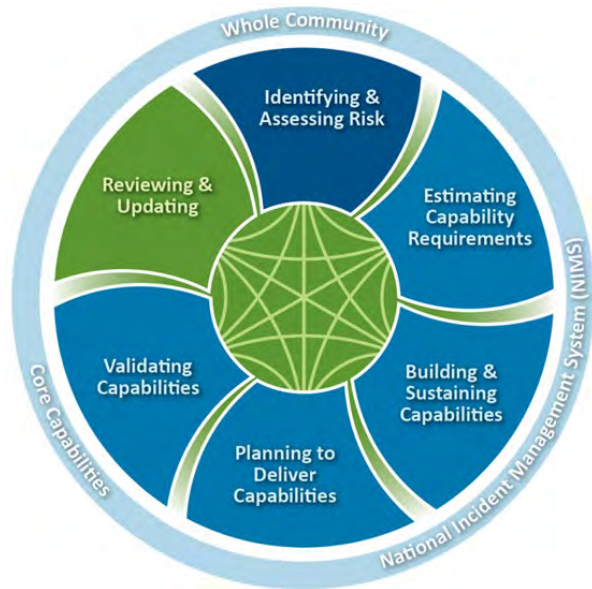 Whole Community
Identifying &
Assessing Risk
Estimating
Capability
Requirements
Building &
Sustaining
Capabilities
Planning to
Deliver
Capabilities
Validating
Capabilities
Reviewing &
Updating
National Incident Management System (NIMS)
Core Capabilities